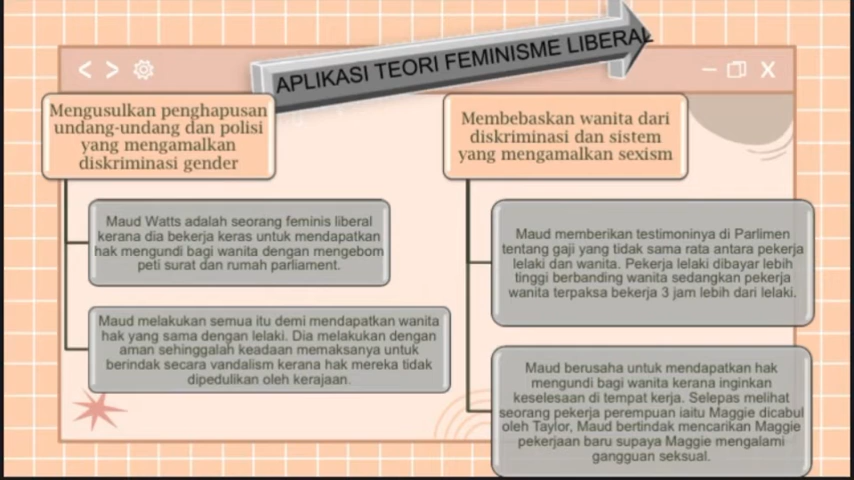 APLIKASI TEORI FEMINISME LIBERAL
Mengusulkan penghapusan
undang-undang dan polisi
yang mengamalkan
diskriminasi gender
Maud Watts adalah seorang feminis liberal
kerana dia bekerja keras untuk mendapatkan
hak mengundi bagi wanita dengan mengebom
peti surat dan rumah parliament.
Maud melakukan semua itu demi mendapatkan wanita
hak yang sama dengan lelaki. Dia melakukan dengan
aman sehinggalah keadaan memaksanya untuk
berindak secara vandalism kerana hak mereka tidak
dipedulikan oleh kerajaan.
Membebaskan wanita dari
diskriminasi dan sistem
yang mengamalkan sexism
Maud memberikan testimoninya di Parlimen
tentang gaji yang tidak sama rata antara pekerja
lelaki dan wanita. Pekerja lelaki dibayar lebih
tinggi berbanding wanita sedangkan pekerja
wanita terpaksa bekerja 3 jam lebih dari lelaki.
Maud berusaha untuk mendapatkan hak
mengundi bagi wanita kerana inginkan
keselesaan di tempat kerja. Selepas melihat
seorang pekerja perempuan iaitu Maggie dicabul
oleh Taylor, Maud bertindak mencarikan Maggie
pekerjaan baru supaya Maggie mengalami
gangguan seksual.